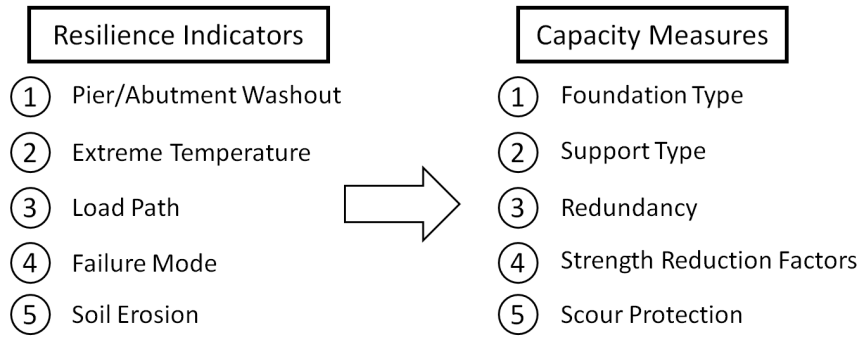 Resilience Indicators
1 Pier/Abutment Washout
2 Extreme Temperature
3 Load Path
4 Failure Mode
5 Soil Erosion
Capacity Measures
1 Foundation Type
2 Support Type
3 Redundancy
4 Strength Reduction Factors
5 Scour Protection